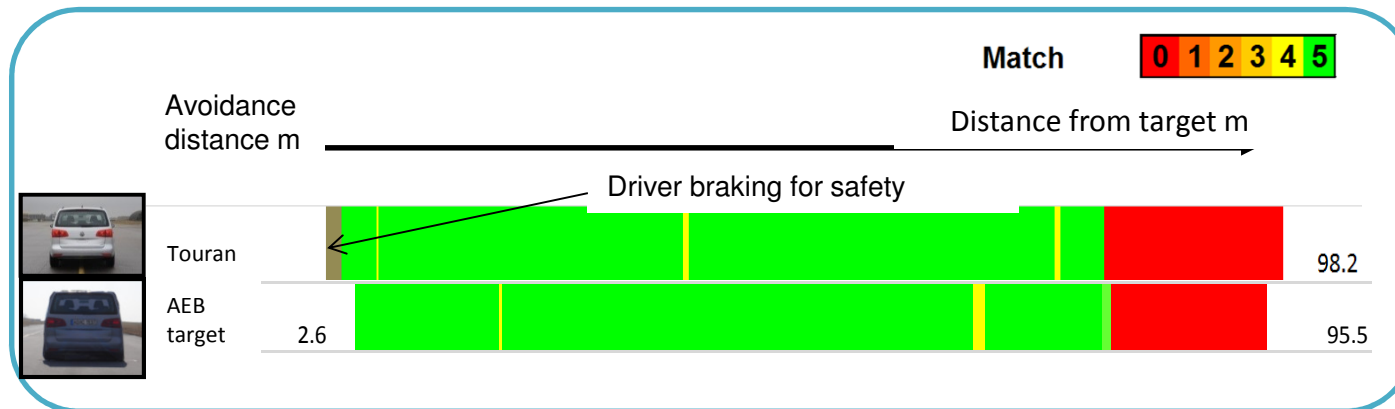 Match 0 1 2 3 4 5
Avoidance
distance m
Distance from target m
Driver braking for safety
Touran
98.2
AEB
target
2.6
95.5